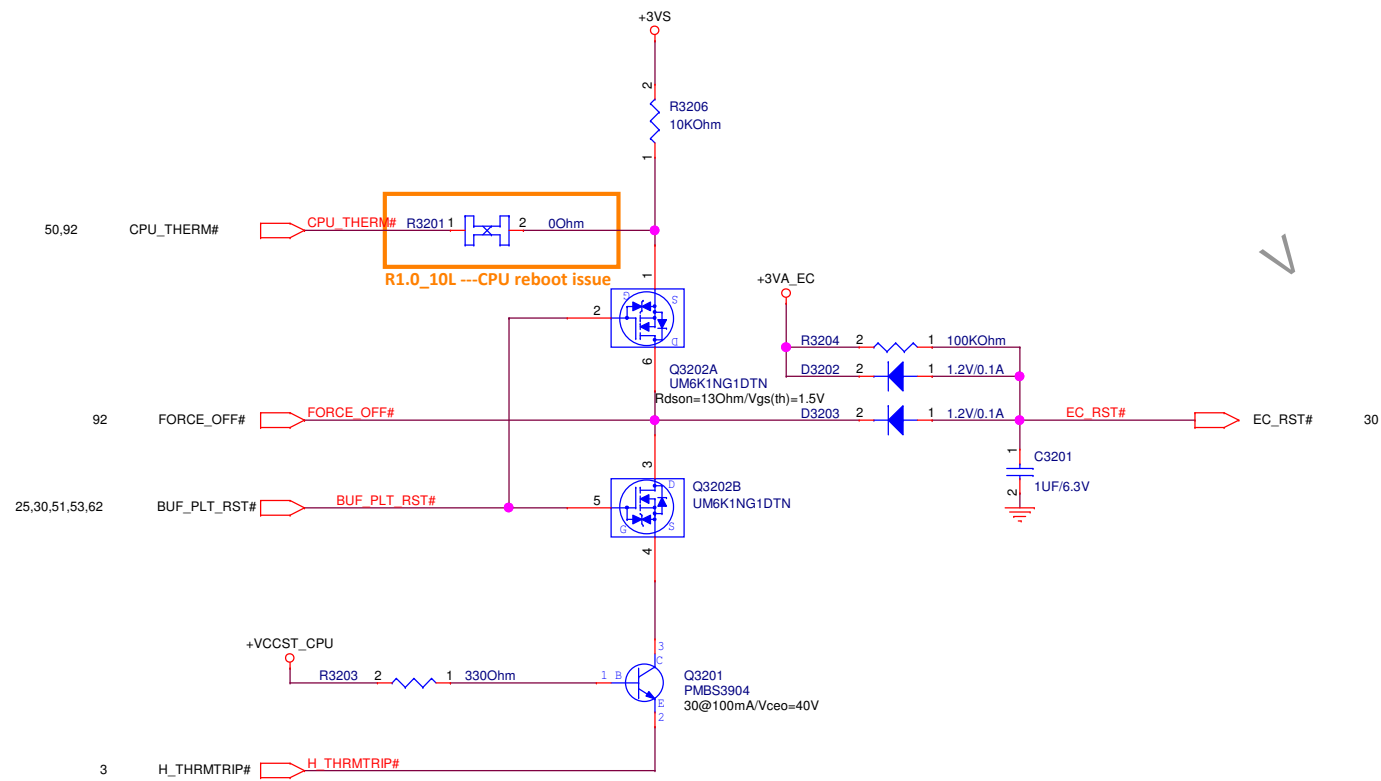 +3VS
2
R3206
10KOhm
1
50,92 CPU_THERM# CPU_THERM# R3201 1 2 0Ohm
R1.0_10L ---CPU reboot issue
1
G S
2
D
6
Q3202A
UM6K1NG1DTN
Rdson=13Ohm/Vgs(th)=1.5V
+3VA_EC
R3204 2 1 100KOhm
D3202 2 1 1.2V/0.1A
92 FORCE_OFF# FORCE_OFF# D3203 2 1 1.2V/0.1A EC_RST# EC_RST# 30
1
C3201
1UF/6.3V
2
3
D
Q3202B
UM6K1NG1DTN
25,30,51,53,62 BUF_PLT_RST# BUF_PLT_RST# 5
G S
4
+VCCST_CPU
R3203 2 1 330Ohm 1 B
3
C
Q3201
PMBS3904
30@100mA/Vceo=40V
E
2
3 H_THRMTRIP# H_THRMTRIP#
V